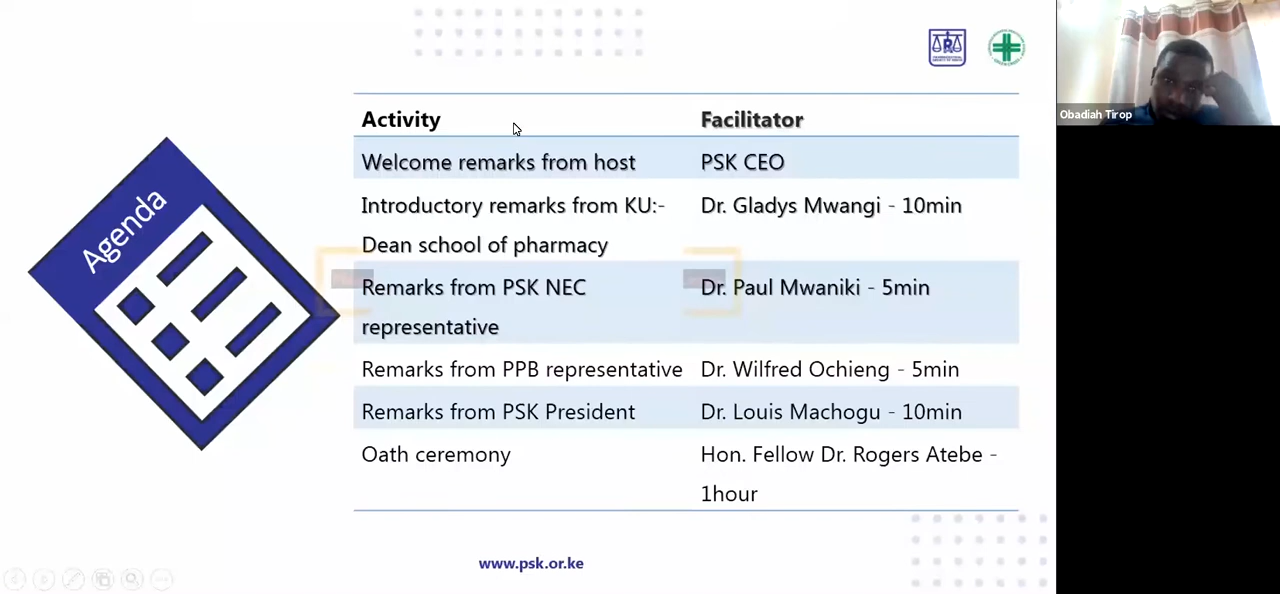 Agenda
Activity Facilitator
Welcome remarks from host PSK CEO
Introductory remarks from KU:- Dr. Gladys Mwangi - 10min
Dean school of pharmacy
Remarks from PSK NEC Dr. Paul Mwaniki - 5min
representative
Remarks from PPB representative Dr. Wilfred Ochieng - 5min
Remarks from PSK President Dr. Louis Machogu - 10min
Oath ceremony Hon. Fellow Dr. Rogers Atebe -
1hour
www.psk.or.ke
Obadiah Tirop